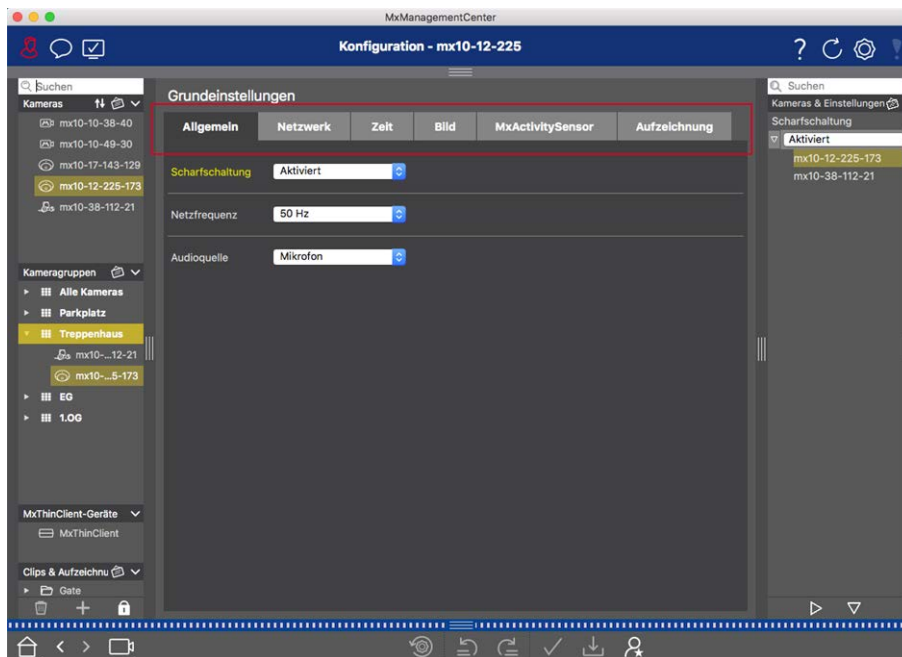 MxManagementCenter
Konfiguration - mx10-12-225
?
Suchen
Kameras
mx10-10-38-40
mx10-10-49-30
mx10-17-143-129
mx10-12-225-173
mx10-38-112-21
Kameragruppen
Alle Kameras
Parkplatz
Treppenhaus
mx10-...12-21
mx10-...5-173
EG
1.OG
MxThinClient-Geräte
MxThinClient
Clips & Aufzeichnu
Gate
Grundeinstellungen
Allgemein Netzwerk Zeit Bild MxActivitySensor Aufzeichnung
Scharfschaltung Aktiviert
Netzfrequenz 50 Hz
Audioquelle Mikrofon
Suchen
Kameras & Einstellungen
Scharfschaltung
Aktiviert
mx10-12-225-173
mx10-38-112-21